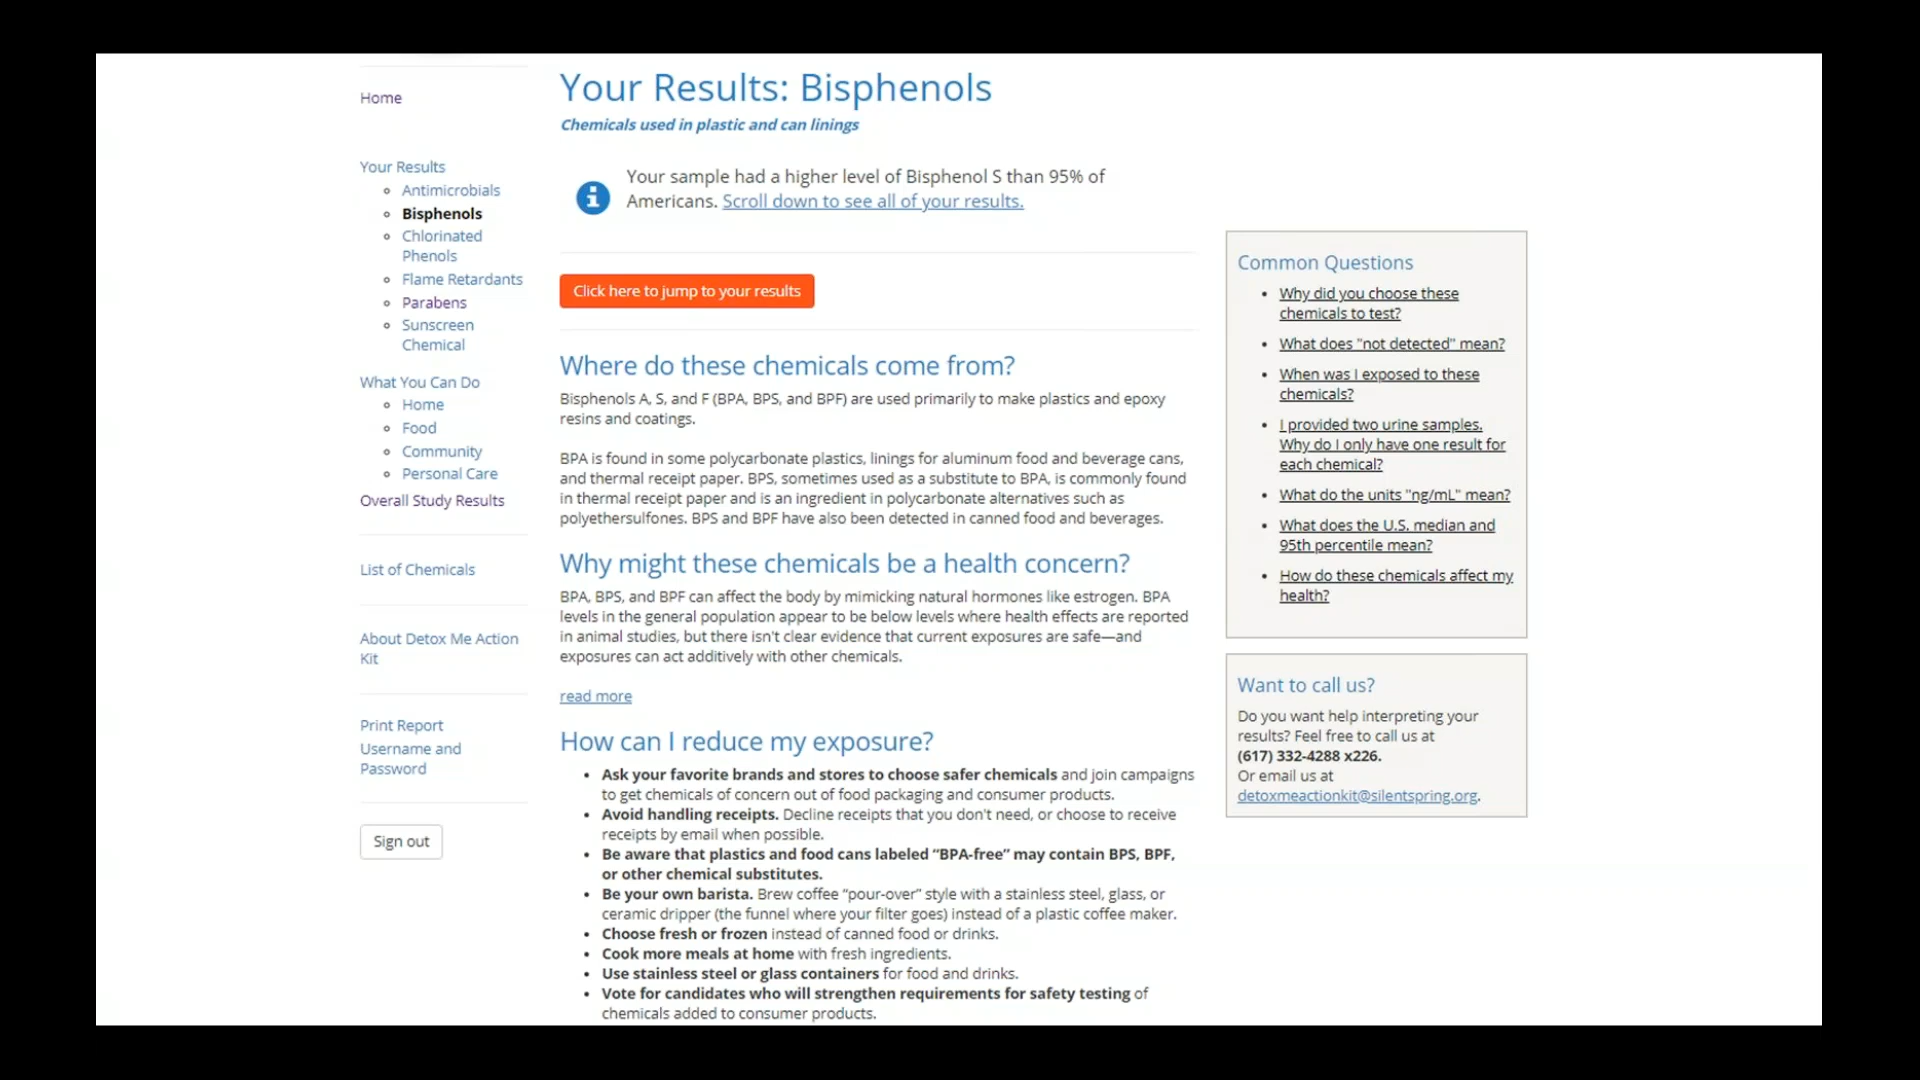 Home
Your Results
Antimicrobials
Bisphenols
Chlorinated
Phenols
Flame Retardants
Parabens
Sunscreen
Chemical
What You Can Do
Home
Food
Community
Personal Care
Overall Study Results
List of Chemicals
About Detox Me Action
Kit
Print Report
Username and
Password
Sign out
Your Results: Bisphenols
Chemicals used in plastic and can linings
Your sample had a higher level of Bisphenol S than 95% of
Americans. Scroll down to see all of your results.
Click here to jump to your results
Where do these chemicals come from?
Bisphenols A, S, and F (BPA, BPS, and BPF) are used primarily to make plastics and epoxy
resins and coatings.
BPA is found in some polycarbonate plastics, linings for aluminum food and beverage cans,
and thermal receipt paper. BPS, sometimes used as a substitute to BPA, is commonly found
in thermal receipt paper and is an ingredient in polycarbonate alternatives such as
polyethersulfones. BPS and BPF have also been detected in canned food and beverages.
Why might these chemicals be a health concern?
BPA, BPS, and BPF can affect the body by mimicking natural hormones like estrogen. BPA
levels in the general population appear to be below levels where health effects are reported
in animal studies, but there isn't clear evidence that current exposures are safe—and
exposures can act additively with other chemicals.
read more
How can I reduce my exposure?
Ask your favorite brands and stores to choose safer chemicals and join campaigns
to get chemicals of concern out of food packaging and consumer products.
Avoid handling receipts. Decline receipts that you don't need, or choose to receive
receipts by email when possible.
Be aware that plastics and food cans labeled “BPA-free” may contain BPS, BPF,
or other chemical substitutes.
Be your own barista. Brew coffee “pour-over” style with a stainless steel, glass, or
ceramic dripper (the funnel where your filter goes) instead of a plastic coffee maker.
Choose fresh or frozen instead of canned food or drinks.
Cook more meals at home with fresh ingredients.
Use stainless steel or glass containers for food and drinks.
Vote for candidates who will strengthen requirements for safety testing of
chemicals added to consumer products.
Common Questions
Why did you choose these
chemicals to test?
What does "not detected" mean?
When was I exposed to these
chemicals?
I provided two urine samples.
Why do I only have one result for
each chemical?
What do the units "ng/mL" mean?
What does the U.S. median and
95th percentile mean?
How do these chemicals affect my
health?
Want to call us?
Do you want help interpreting your
results? Feel free to call us at
(617) 332-4288 x226.
Or email us at
detoxmeactionkit@silentspring.org.